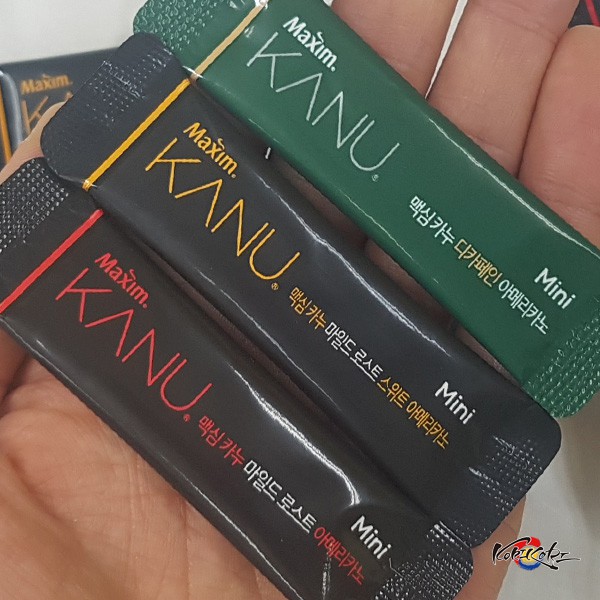 Maxim.
KANU®
맥심 카누 디카페인 아메리카노
Mini
Maxim.
KANU®
맥심 카누 마일드 로스트 스위트 아메리카노
Mini
Maxim.
KANU®
맥심 카누 마일드 로스트 아메리카노
Mini
Maxim.